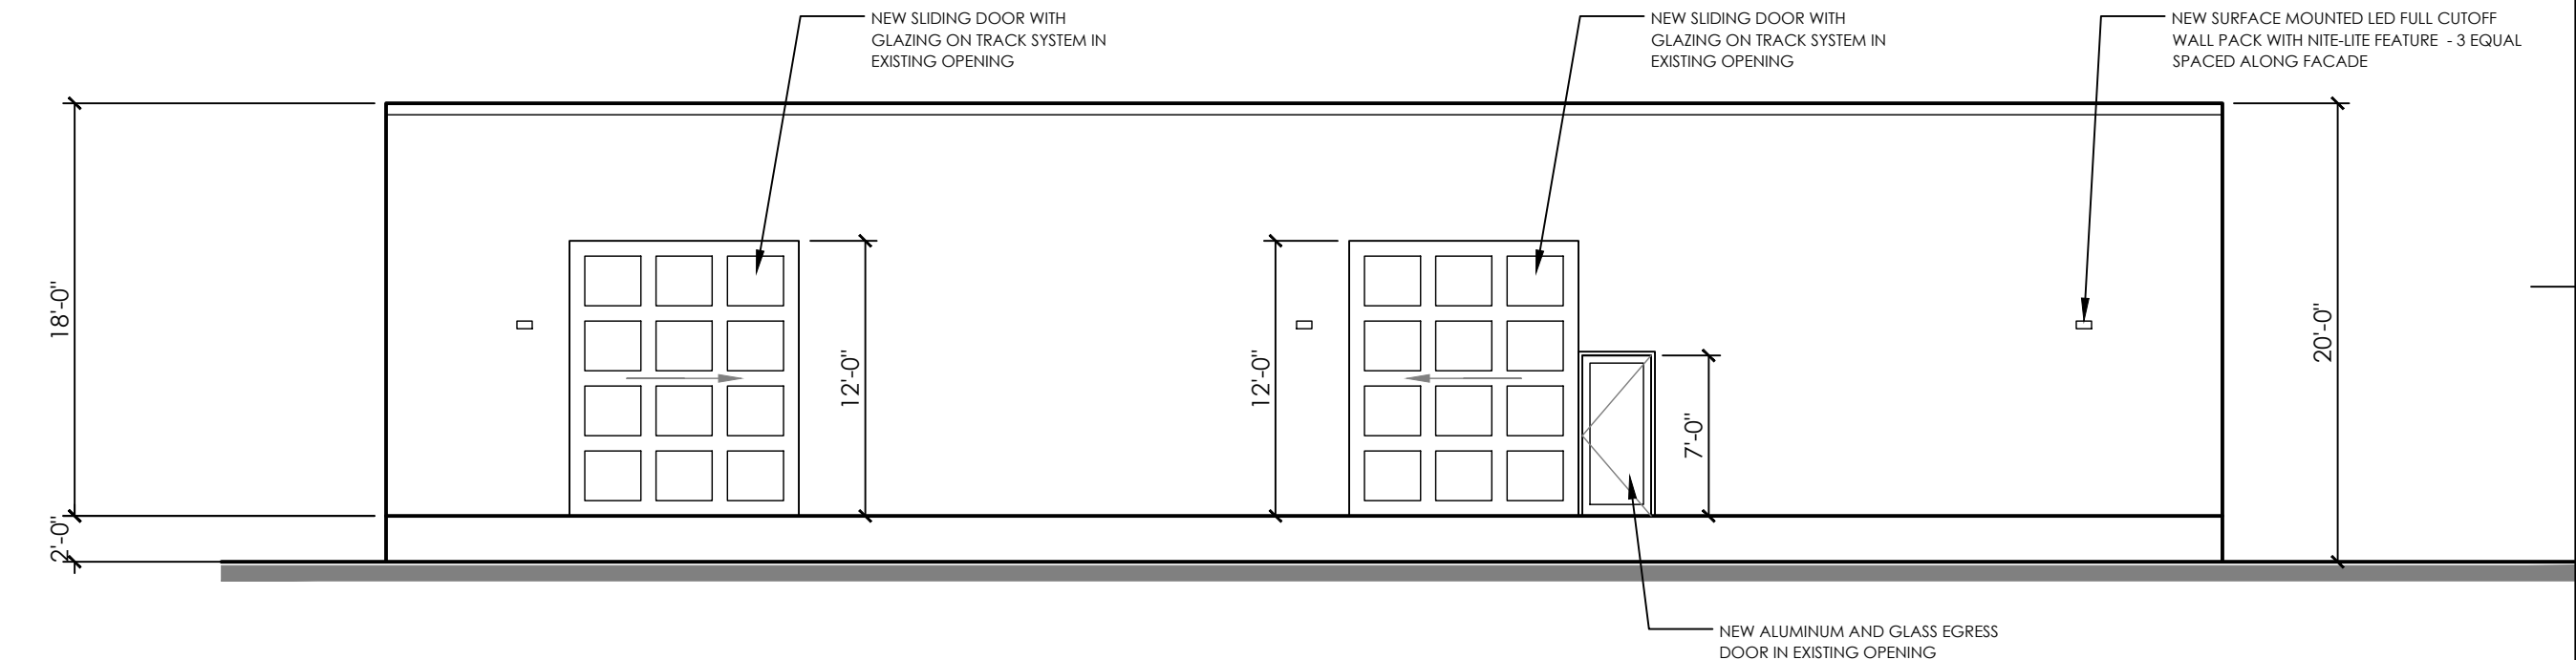 NEW SLIDING DOOR WITH
GLAZING ON TRACK SYSTEM IN
EXISTING OPENING
NEW SLIDING DOOR WITH
GLAZING ON TRACK SYSTEM IN
EXISTING OPENING
NEW SURFACE MOUNTED LED FULL CUTOFF
WALL PACK WITH NITE-LITE FEATURE - 3 EQUAL
SPACED ALONG FACADE
18'-0"
2'-0"
12'-0"
12'-0"
7'-0"
20'-0"
NEW ALUMINUM AND GLASS EGRESS
DOOR IN EXISTING OPENING